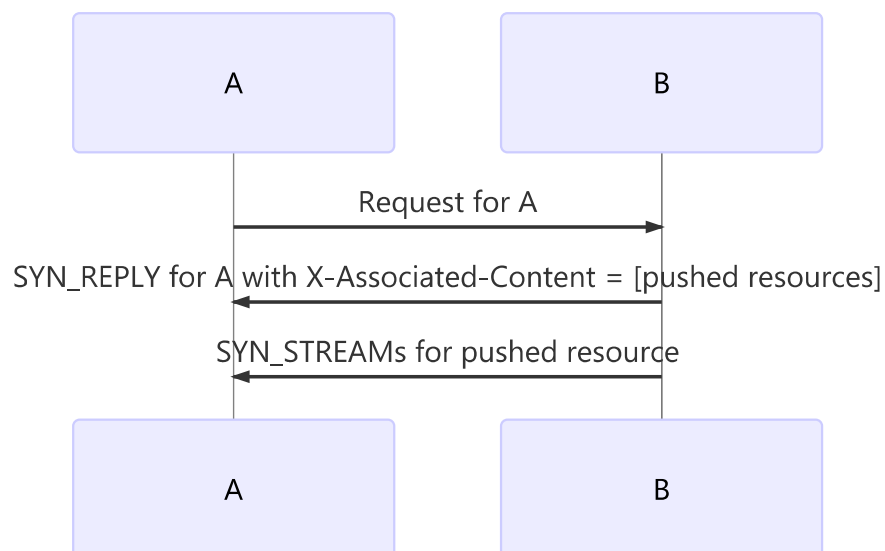 A
B
Request for A
SYN_REPLY for A with X-Associated-Content = [pushed resources]
SYN_STREAMs for pushed resource
A
B